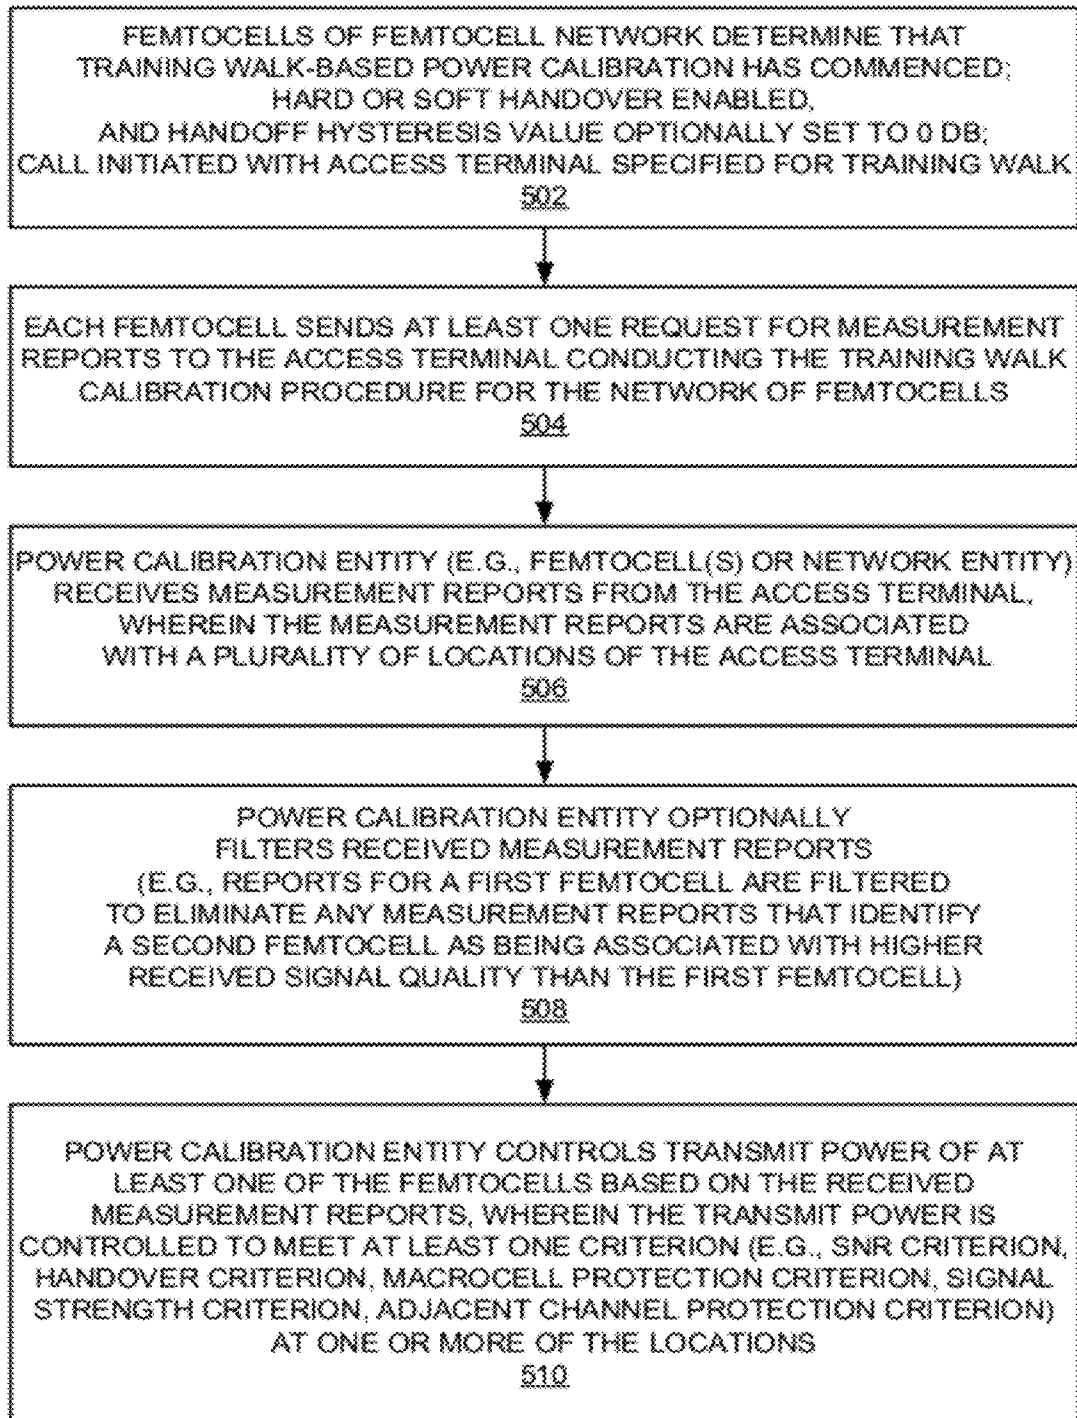 FEMTOCELLS OF FEMTOCELL NETWORK DETERMINE THAT
TRAINING WALK-BASED POWER CALIBRATION HAS COMMENCED;
HARD OR SOFT HANDOVER ENABLED,
AND HANDOFF HYSTERESIS VALUE OPTIONALLY SET TO 0 DB;
CALL INITIATED WITH ACCESS TERMINAL SPECIFIED FOR TRAINING WALK
502
EACH FEMTOCELL SENDS AT LEAST ONE REQUEST FOR MEASUREMENT
REPORTS TO THE ACCESS TERMINAL CONDUCTING THE TRAINING WALK
CALIBRATION PROCEDURE FOR THE NETWORK OF FEMTOCELLS
504
POWER CALIBRATION ENTITY (E.G., FEMTOCELL(S) OR NETWORK ENTITY)
RECEIVES MEASUREMENT REPORTS FROM THE ACCESS TERMINAL,
WHEREIN THE MEASUREMENT REPORTS ARE ASSOCIATED
WITH A PLURALITY OF LOCATIONS OF THE ACCESS TERMINAL
506
POWER CALIBRATION ENTITY OPTIONALLY
FILTERS RECEIVED MEASUREMENT REPORTS
(E.G., REPORTS FOR A FIRST FEMTOCELL ARE FILTERED
TO ELIMINATE ANY MEASUREMENT REPORTS THAT IDENTIFY
A SECOND FEMTOCELL AS BEING ASSOCIATED WITH HIGHER
RECEIVED SIGNAL QUALITY THAN THE FIRST FEMTOCELL)
508
POWER CALIBRATION ENTITY CONTROLS TRANSMIT POWER OF AT
LEAST ONE OF THE FEMTOCELLS BASED ON THE RECEIVED
MEASUREMENT REPORTS, WHEREIN THE TRANSMIT POWER IS
CONTROLLED TO MEET AT LEAST ONE CRITERION (E.G., SNR CRITERION,
HANDOVER CRITERION, MACROCELL PROTECTION CRITERION, SIGNAL
STRENGTH CRITERION, ADJACENT CHANNEL PROTECTION CRITERION)
AT ONE OR MORE OF THE LOCATIONS
510